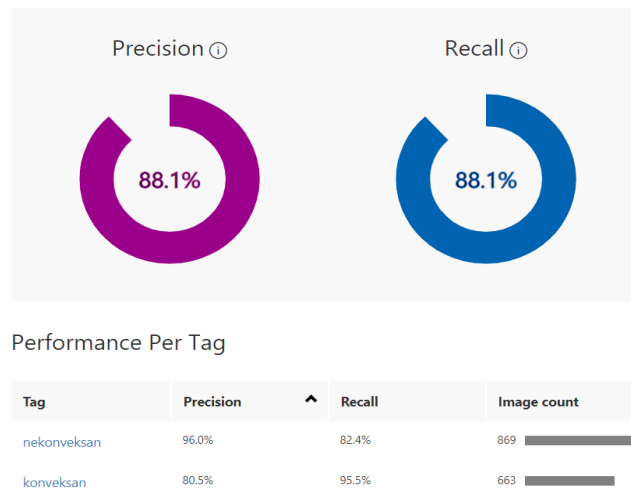 Precision ⓘ
Recall ⓘ
88.1%
88.1%
Performance Per Tag
Tag Precision Recall Image count
nekonveksan 96.0% 82.4% 869
konveksan 80.5% 95.5% 663